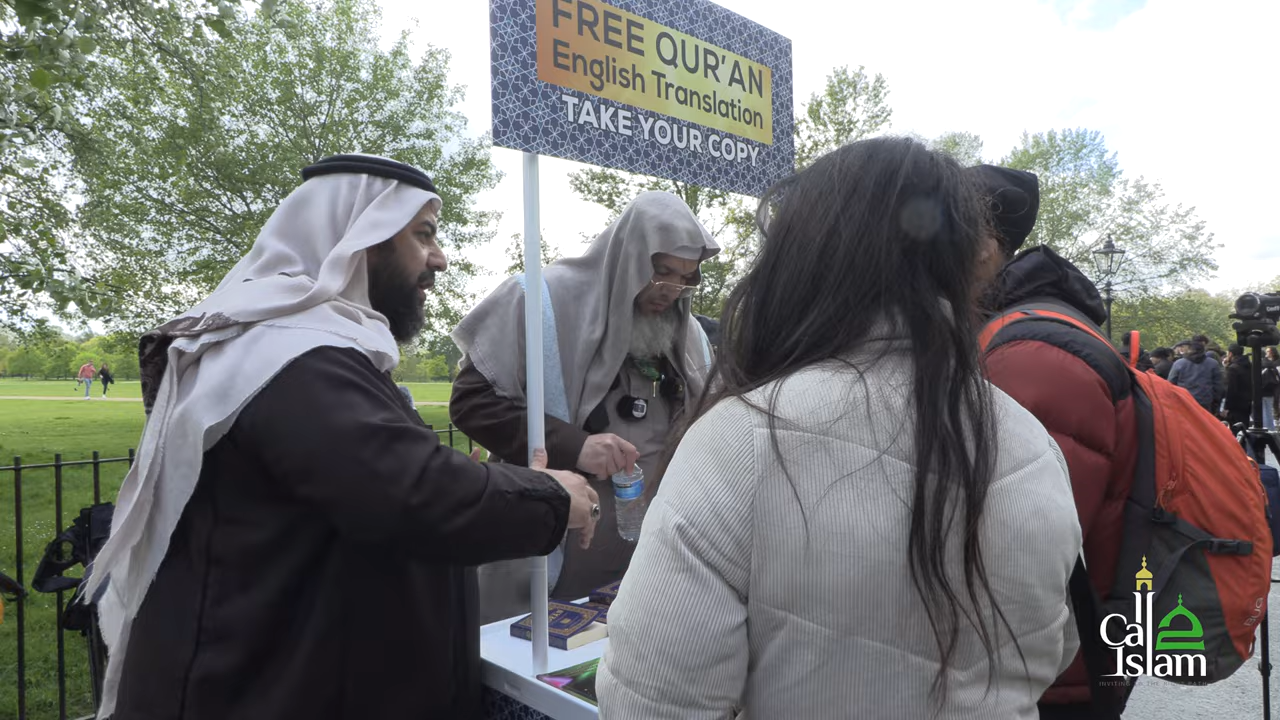 FREE QUR'AN
English Translation
TAKE YOUR COPY
Call
Islam